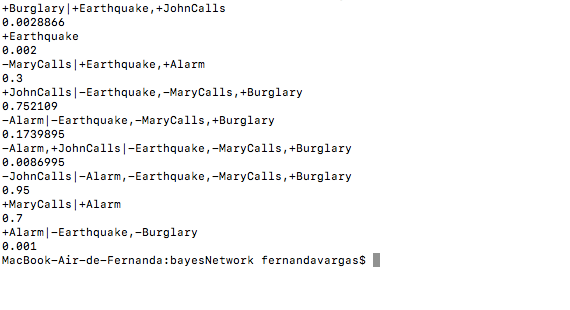 +Burglary|+Earthquake,+JohnCalls
0.0028866
+Earthquake
0.002
-MaryCalls|+Earthquake,+Alarm
0.3
+JohnCalls|-Earthquake,-MaryCalls,+Burglary
0.752109
-Alarm|-Earthquake,-MaryCalls,+Burglary
0.1739895
-Alarm,+JohnCalls|-Earthquake,-MaryCalls,+Burglary
0.0086995
-JohnCalls|-Alarm,-Earthquake,-MaryCalls,+Burglary
0.95
+MaryCalls|+Alarm
0.7
+Alarm|-Earthquake,-Burglary
0.001
MacBook-Air-de-Fernanda:bayesNetwork fernandavargas$